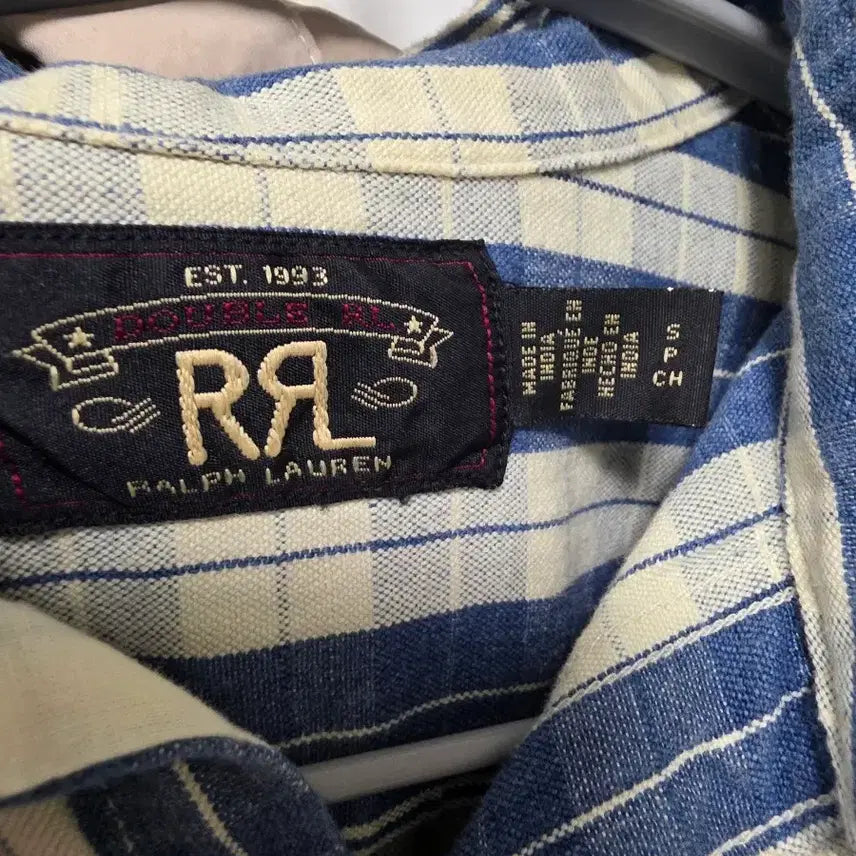 EST. 1993
DOUBLE RL
RRL
RALPH LAUREN
MADE IN
INDIA
FABRIQUE EN
INDE
HECHO EN
INDIA
S
P
CH